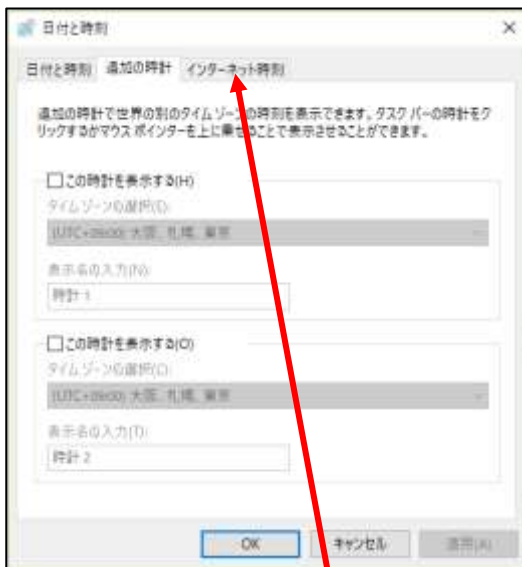 日付と時刻
日付と時刻 追加の時計 インターネット時刻
追加の時計で世界の別のタイム ゾーンの時刻を表示できます。タスク バーの時計をク
リックするかマウス ポインターを上に乗せることで表示させることができます。
この時計を表示する(H)
タイム ゾーンの選択(E):
(UTC+09:00) 大阪、札幌、東京
表示名の入力(N):
時計 1
この時計を表示する(O)
タイム ゾーンの選択(C):
(UTC+09:00) 大阪、札幌、東京
表示名の入力(T):
時計 2
OK キャンセル 適用(A)